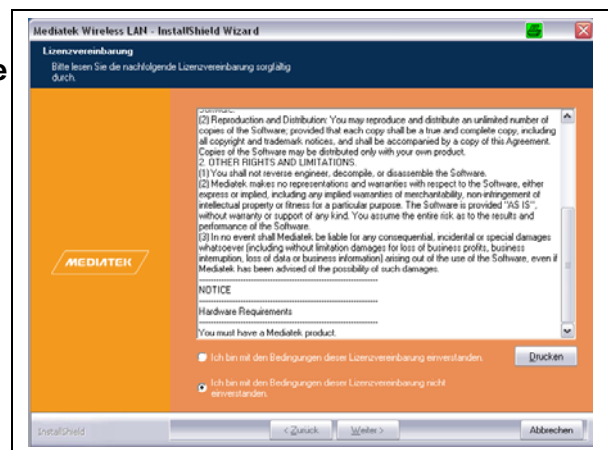 e
Mediatek Wireless LAN - InstallShield Wizard
Lizenzvereinbarung
Bitte lesen Sie die nachfolgende Lizenzvereinbarung sorgfältig
durch.
Software.
(2) Reproduction and Distribution: You may reproduce and distribute an unlimited number of
copies of the Software; provided that each copy shall be a true and complete copy, including
all copyright and trademark notices, and shall be accompanied by a copy of this Agreement.
Copies of the Software may be distributed only with your own product.
2. OTHER RIGHTS AND LIMITATIONS.
(1) You shall not reverse engineer, decompile, or disassemble the Software.
(2) Mediatek makes no representations and warranties with respect to the Software, either
express or implied, including any implied warranties of merchantability, non-infringement of
intellectual property or fitness for a particular purpose. The Software is provided "AS IS",
without warranty or support of any kind. You assume the entire risk as to the results and
performance of the Software.
(3) In no event shall Mediatek be liable for any consequential, incidental or special damages
whatsoever (including without limitation damages for loss of business profits, business
interruption, loss of data or business information) arising out of the use of the Software, even if
Mediatek has been advised of the possibility of such damages.
----------------------------------------------------------------
NOTICE
----------------------------------------------------------------
Hardware Requirements
----------------------------------------------------------------
You must have a Mediatek product.
MEDIATEK
Ich bin mit den Bedingungen dieser Lizenzvereinbarung einverstanden.
Drucken
Ich bin mit den Bedingungen dieser Lizenzvereinbarung nicht
einverstanden.
InstallShield
< Zurück
Weiter >
Abbrechen